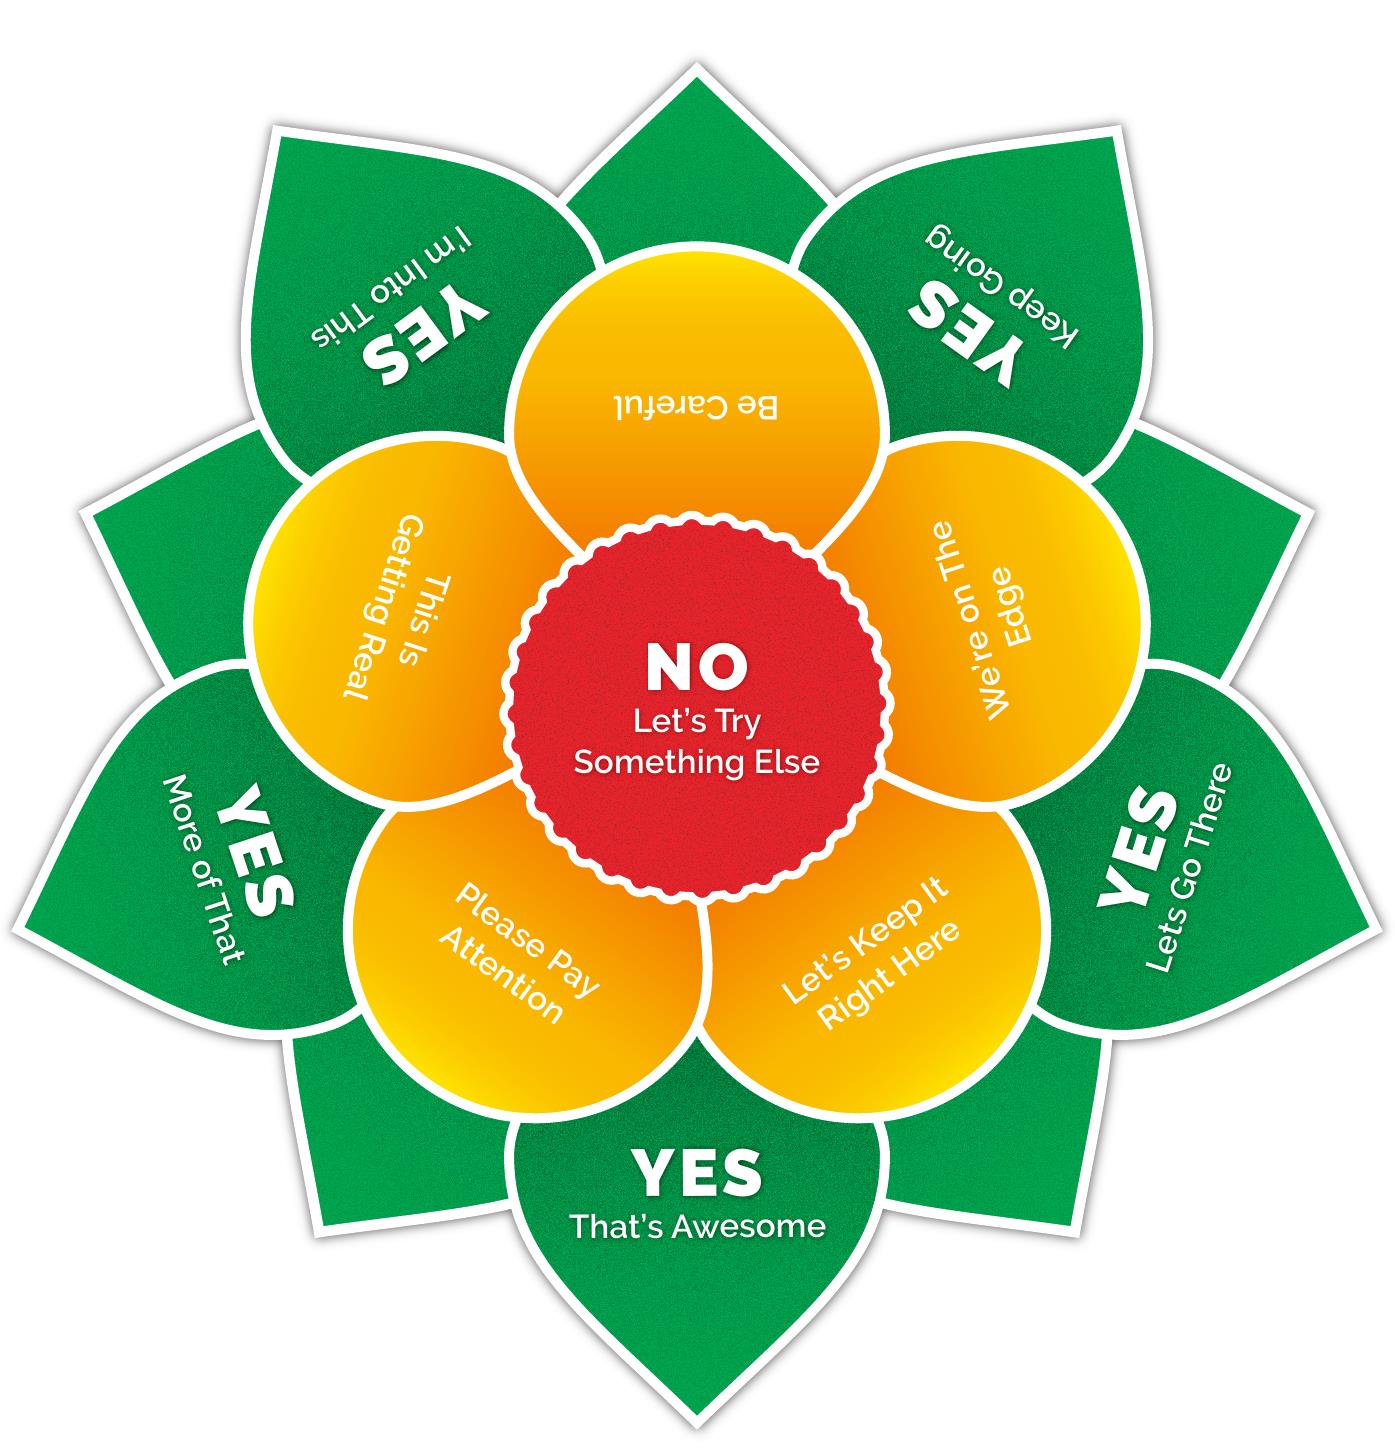 NO
Let's Try
Something Else
Be Careful
We're on The
Edge
Let's Keep It
Right Here
Please Pay
Attention
This Is
Getting Real
YES
Keep Going
YES
Lets Go There
YES
That's Awesome
YES
More of That
YES
I'm Into This